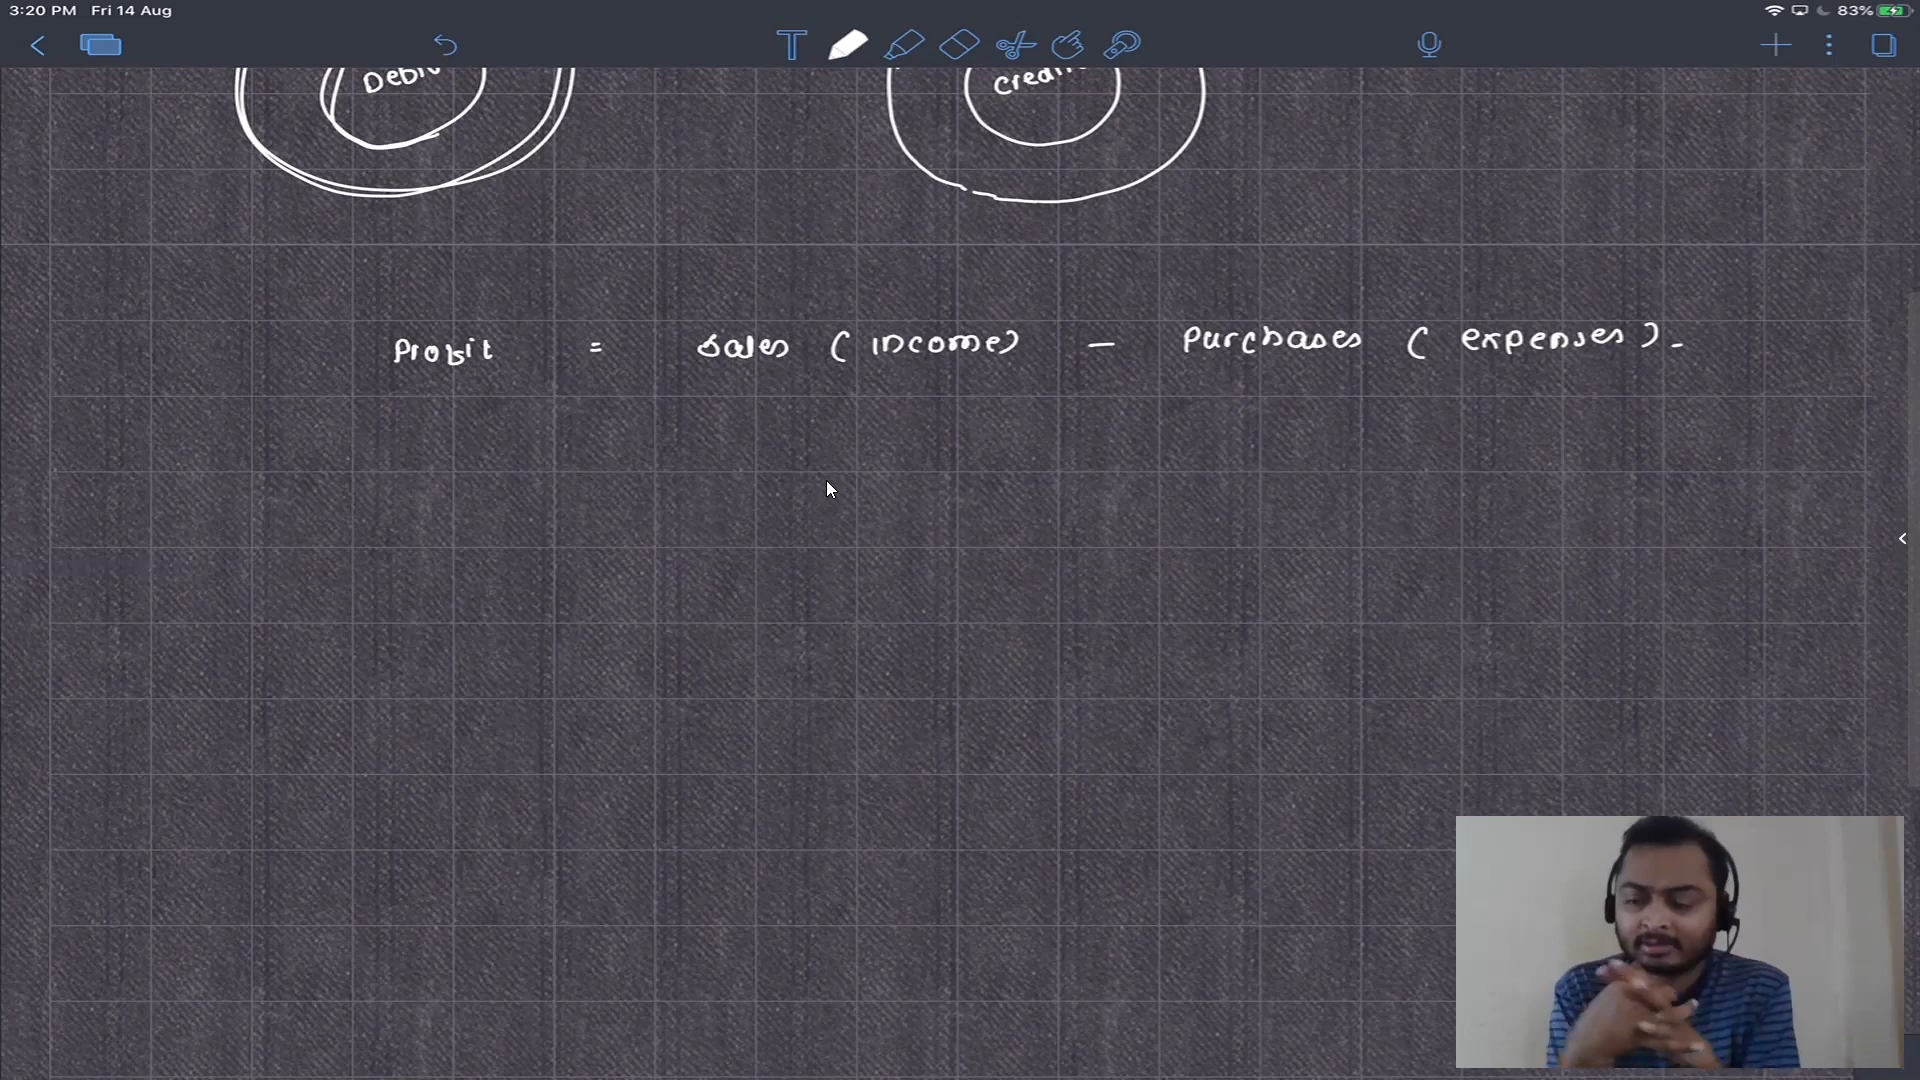 3:20 PM Fri 14 Aug 83%
T
Debit Credit
Profit = Sales (income) - Purchases (expenses).